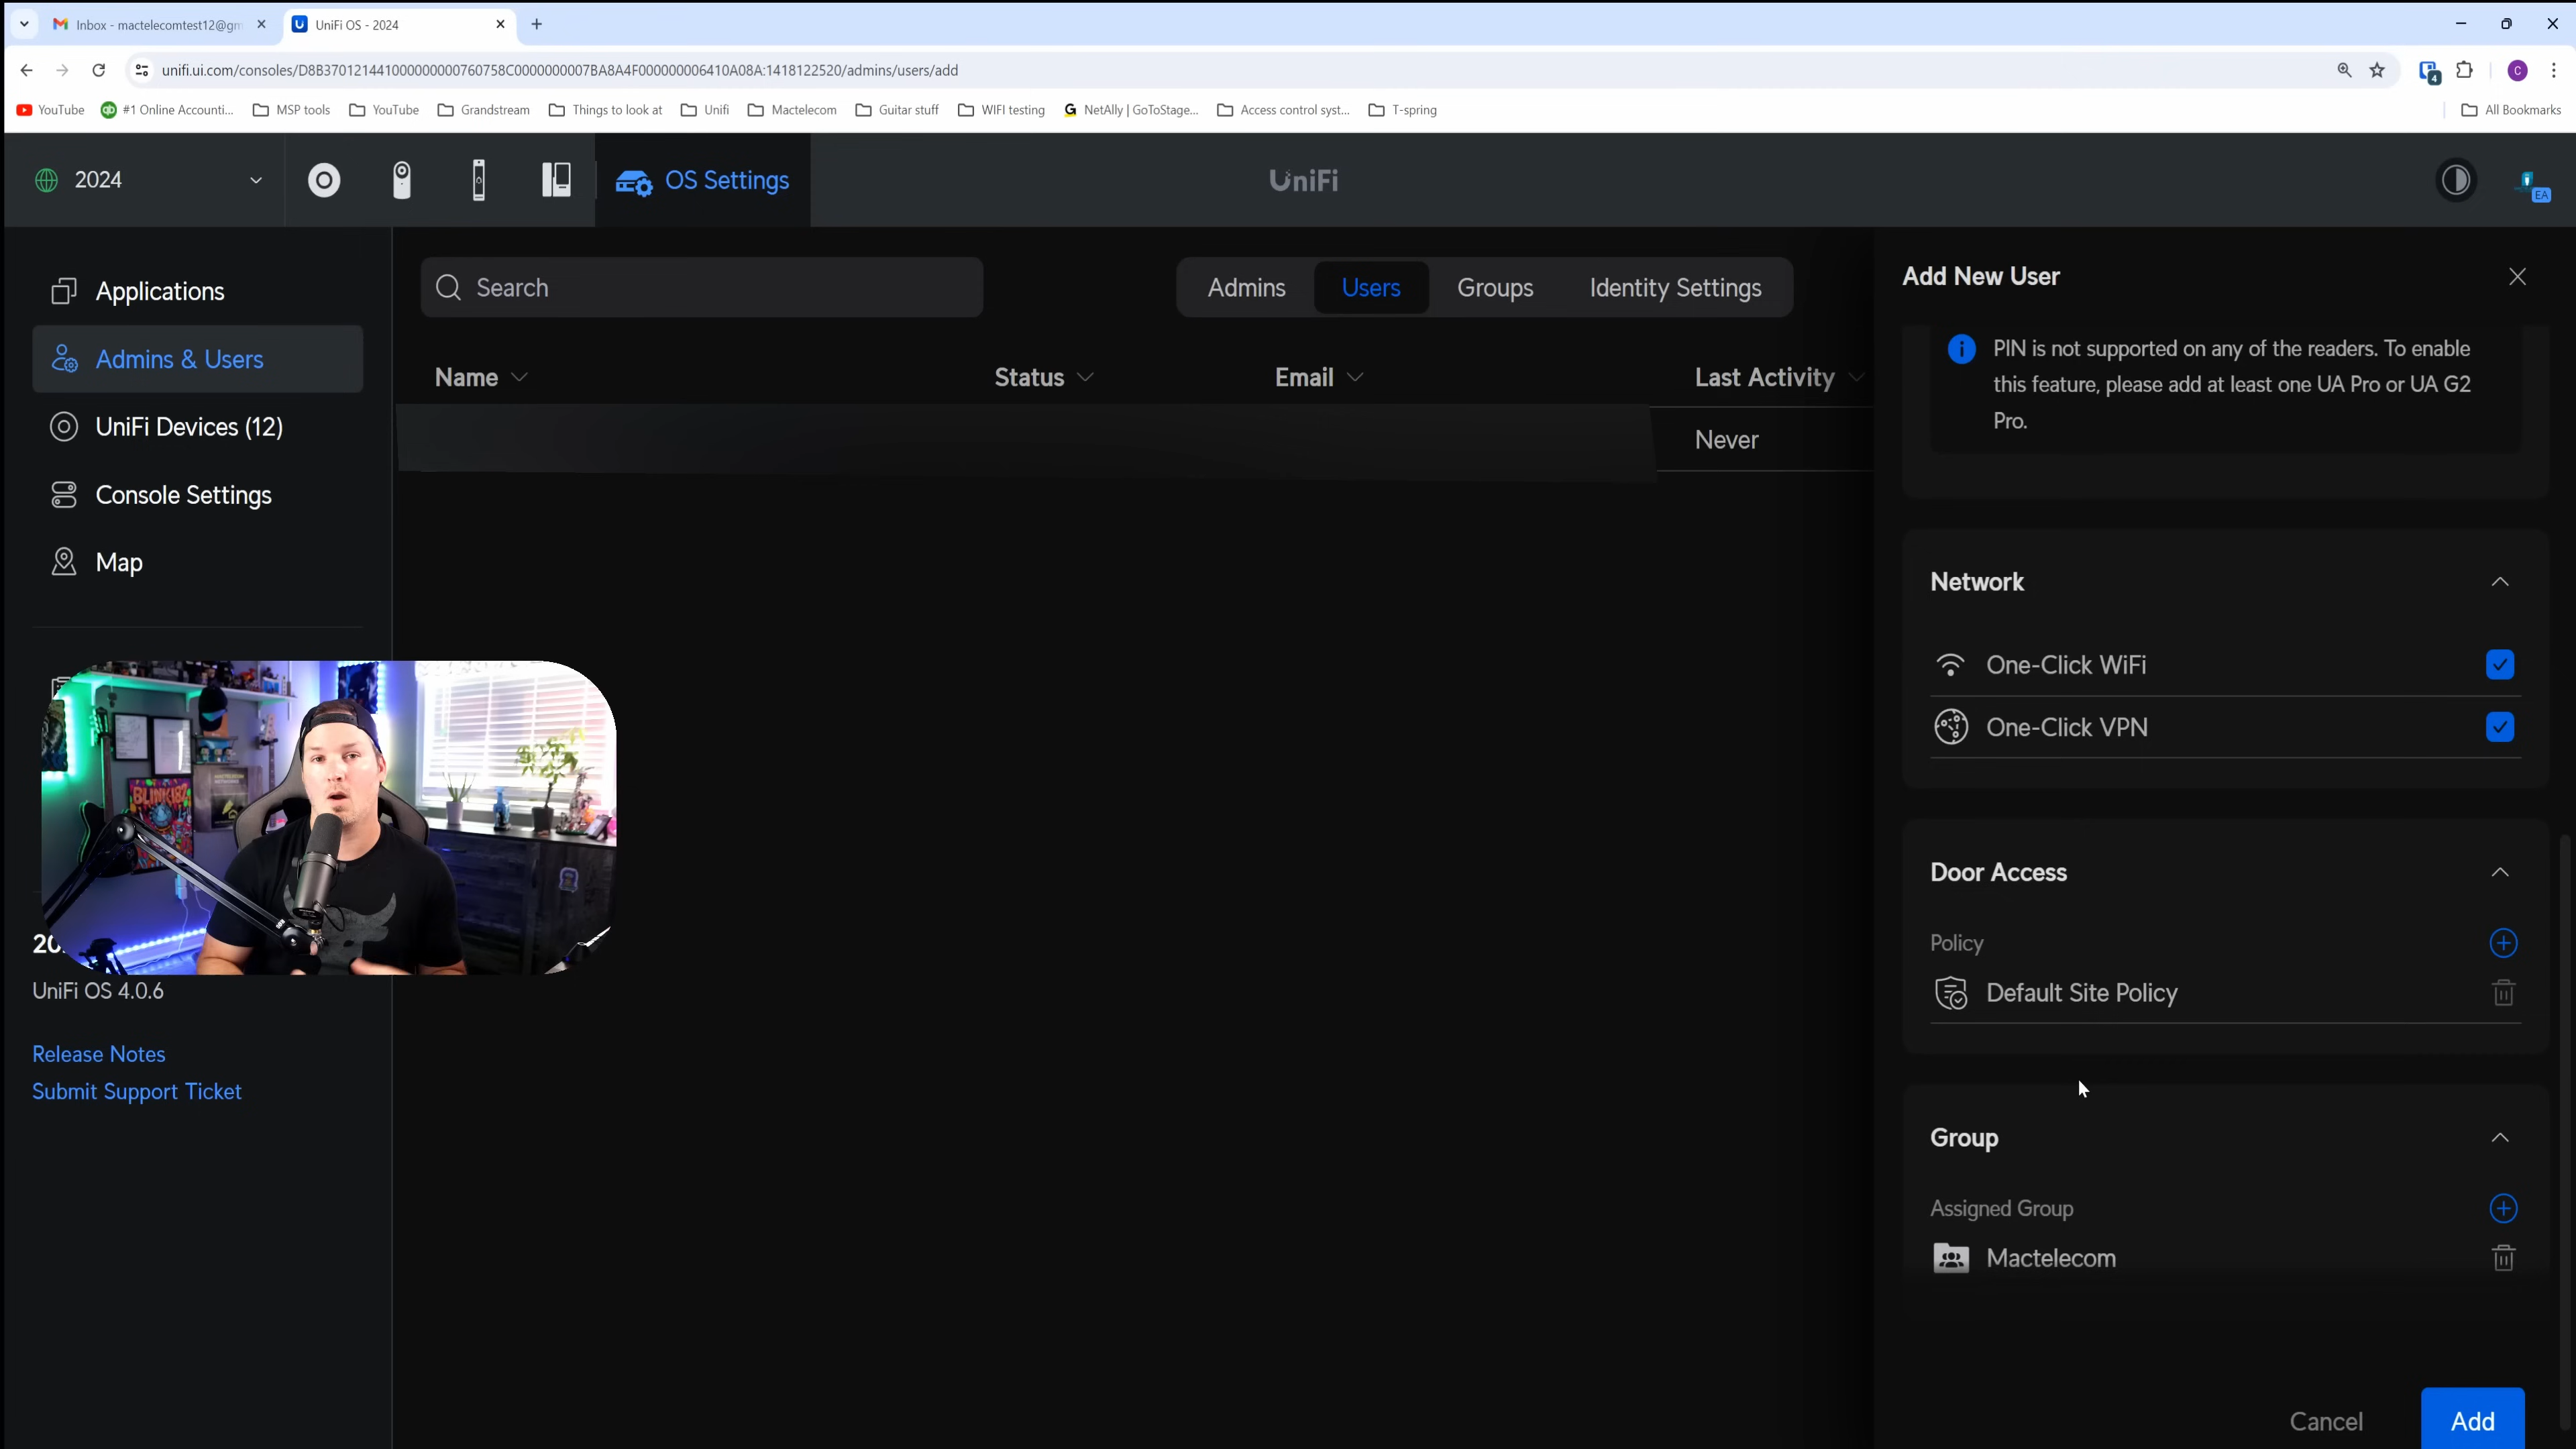 Inbox - mactelecomtest12@gm
UniFi OS - 2024
unifi.ui.com/consoles/D8B3701214410000000000760758C0000000007BA8A4F000000006410A08A:1418122520/admins/users/add
4
C
YouTube
#1 Online Accounti...
MSP tools
YouTube
Grandstream
Things to look at
Unifi
Mactelecom
Guitar stuff
WIFI testing
NetAlly | GoToStage...
Access control syst...
T-spring
All Bookmarks
2024
OS Settings
UniFi
EA
Applications
Admins & Users
UniFi Devices (12)
Console Settings
Map
20
UniFi OS 4.0.6
Release Notes
Submit Support Ticket
Search
Admins
Users
Groups
Identity Settings
Name
Status
Email
Last Activity
Never
BLINK182
Add New User
PIN is not supported on any of the readers. To enable
this feature, please add at least one UA Pro or UA G2
Pro.
Network
One-Click WiFi
One-Click VPN
Door Access
Policy
Default Site Policy
Group
Assigned Group
Mactelecom
Cancel
Add